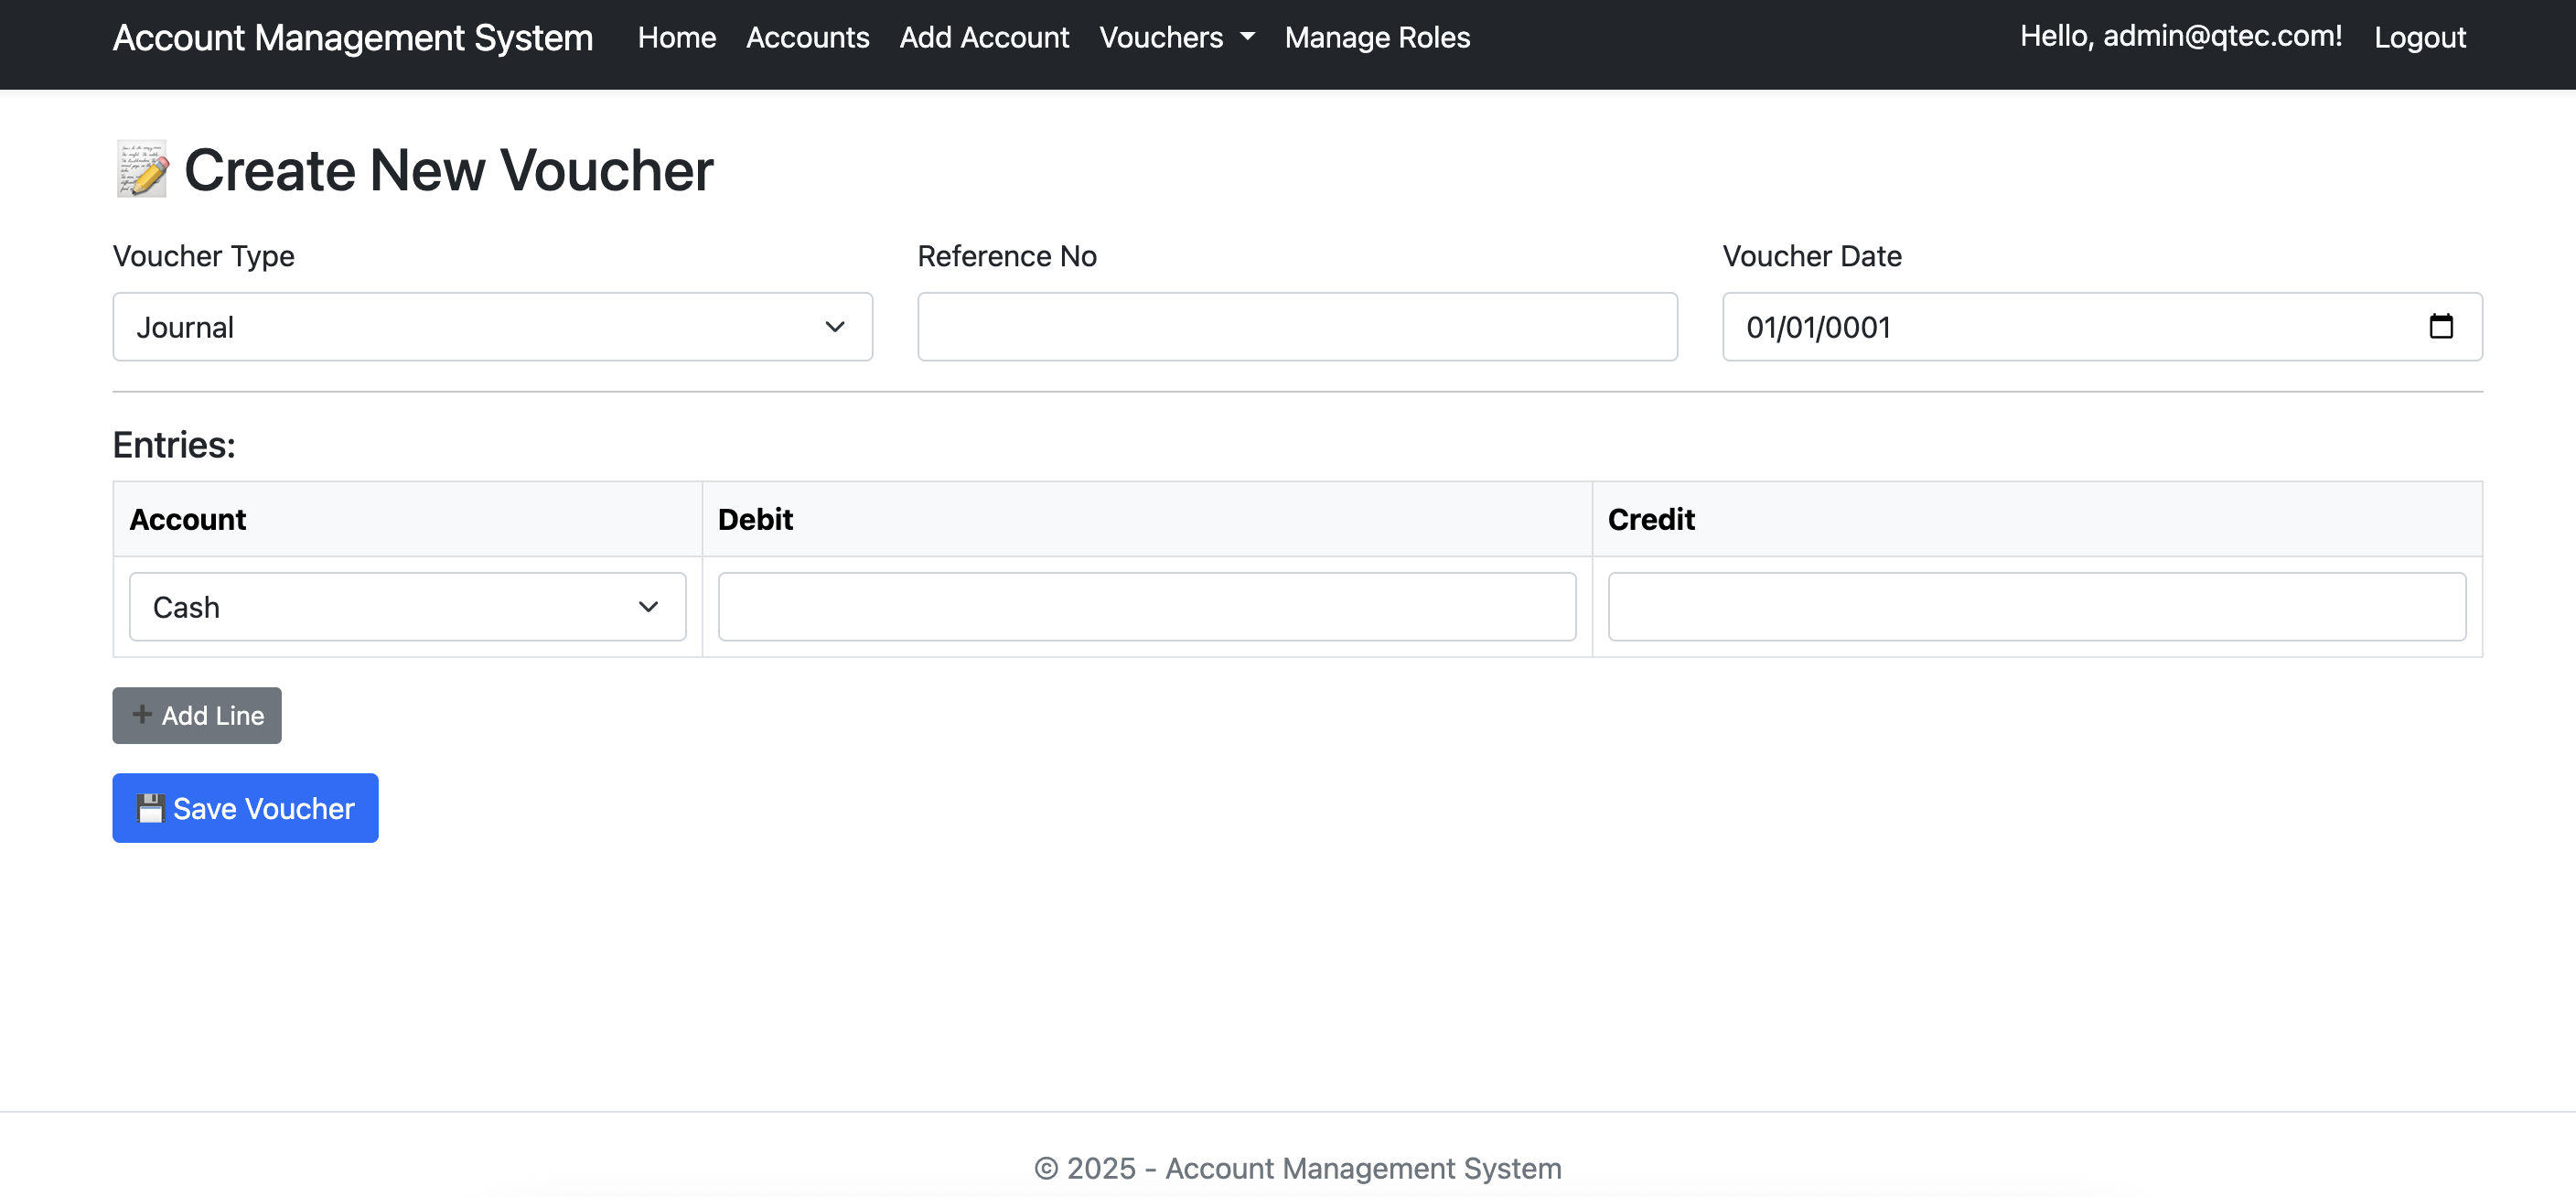 Account Management System Home Accounts Add Account Vouchers Manage Roles Hello, admin@qtec.com! Logout
Create New Voucher
Voucher Type Reference No Voucher Date
Journal 01/01/0001
Entries:
Account Debit Credit
Cash
Add Line
Save Voucher
© 2025 - Account Management System